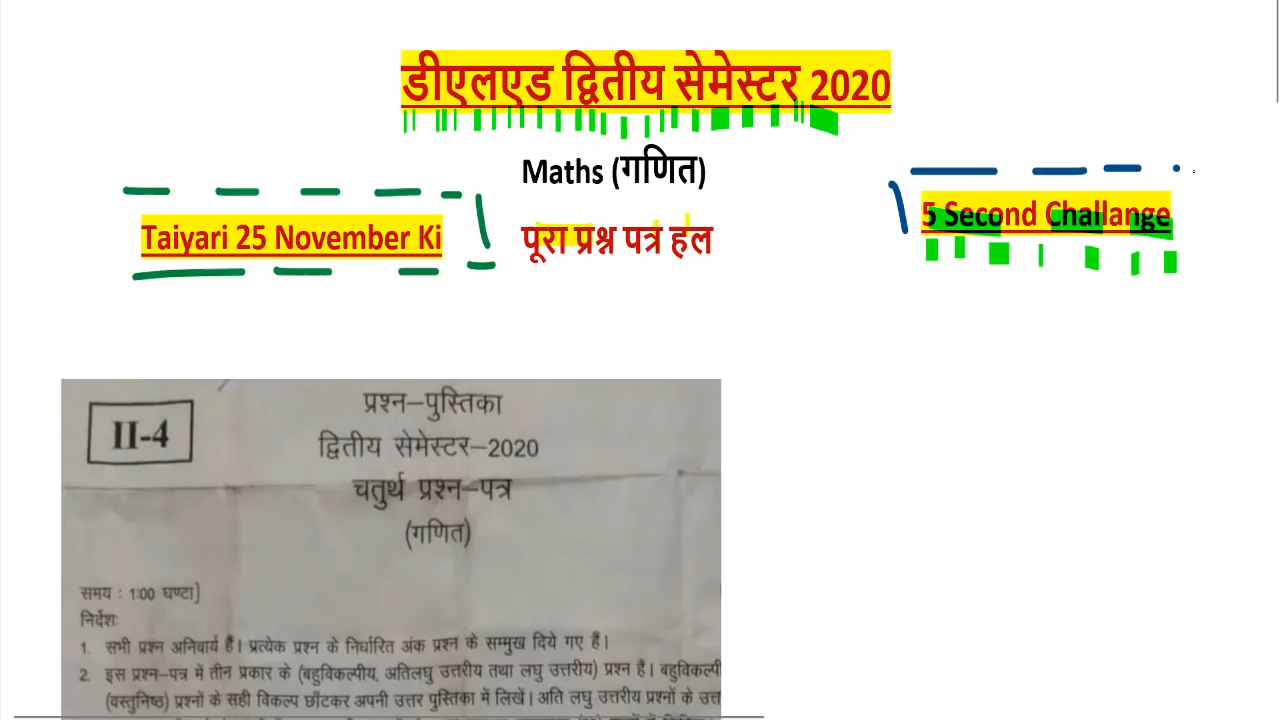 डीएलएड द्वितीय सेमेस्टर 2020
Maths (गणित)
Taiyari 25 November Ki
पूरा प्रश्न पत्र हल
5 Second Challange
II-4
प्रश्न–पुस्तिका
द्वितीय सेमेस्टर–2020
चतुर्थ प्रश्न–पत्र
(गणित)
समय : 1:00 घण्टा]
निर्देशः
1. सभी प्रश्न अनिवार्य हैं। प्रत्येक प्रश्न के निर्धारित अंक प्रश्न के सम्मुख दिये गए हैं।
2. इस प्रश्न–पत्र में तीन प्रकार के (बहुविकल्पीय, अतिलघु उत्तरीय तथा लघु उत्तरीय) प्रश्न हैं। बहुविकल्पी
(वस्तुनिष्ठ) प्रश्नों के सही विकल्प छाँटकर अपनी उत्तर पुस्तिका में लिखें। अति लघु उत्तरीय प्रश्नों के उत्त